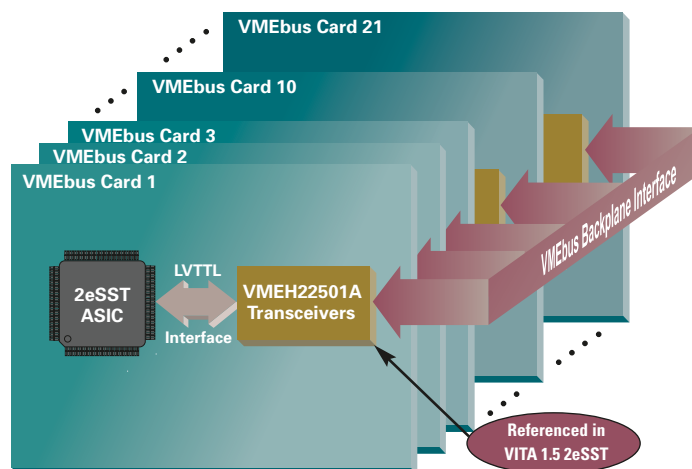 VMEbus Card 21
VMEbus Card 10
VMEbus Card 3
VMEbus Card 2
VMEbus Card 1
2eSST
ASIC
LVTTL
Interface
VMEH22501A
Transceivers
VMEbus Backplane Interface
Referenced in
VITA 1.5 2eSST